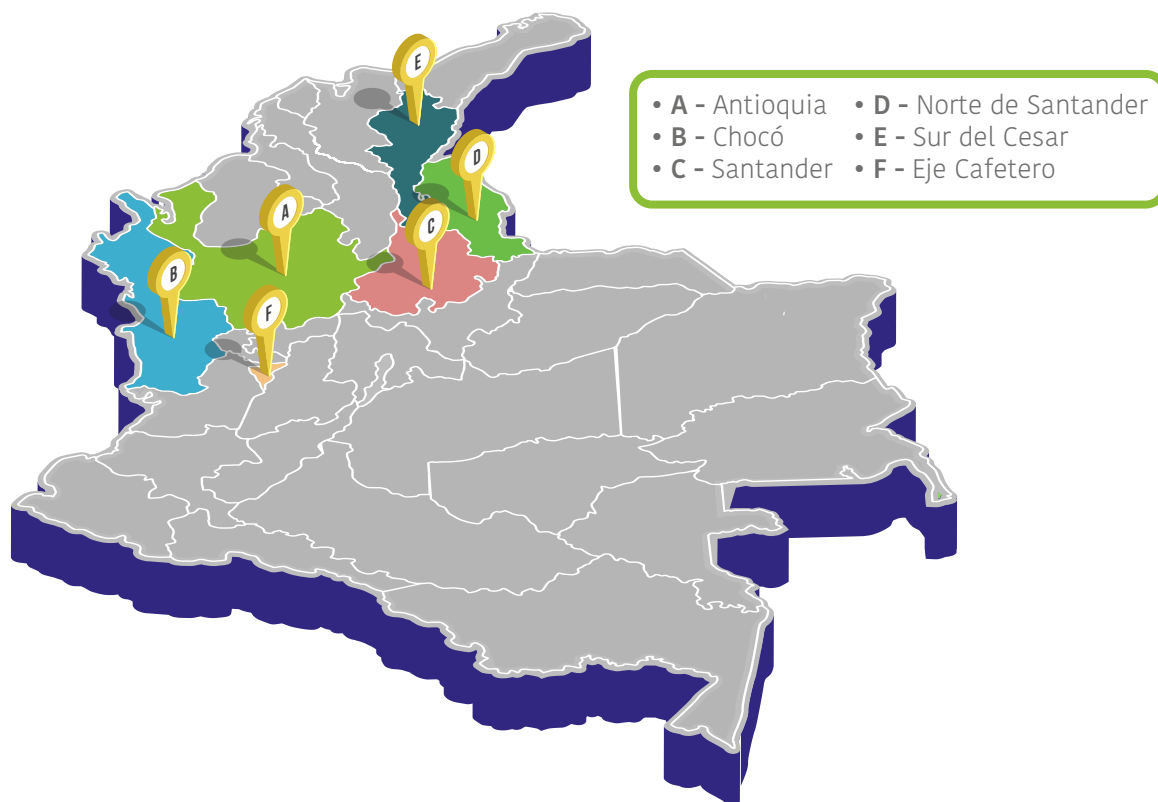 E
D
A
C
B
F
• A - Antioquia
• B - Chocó
• C - Santander
• D - Norte de Santander
• E - Sur del Cesar
• F - Eje Cafetero